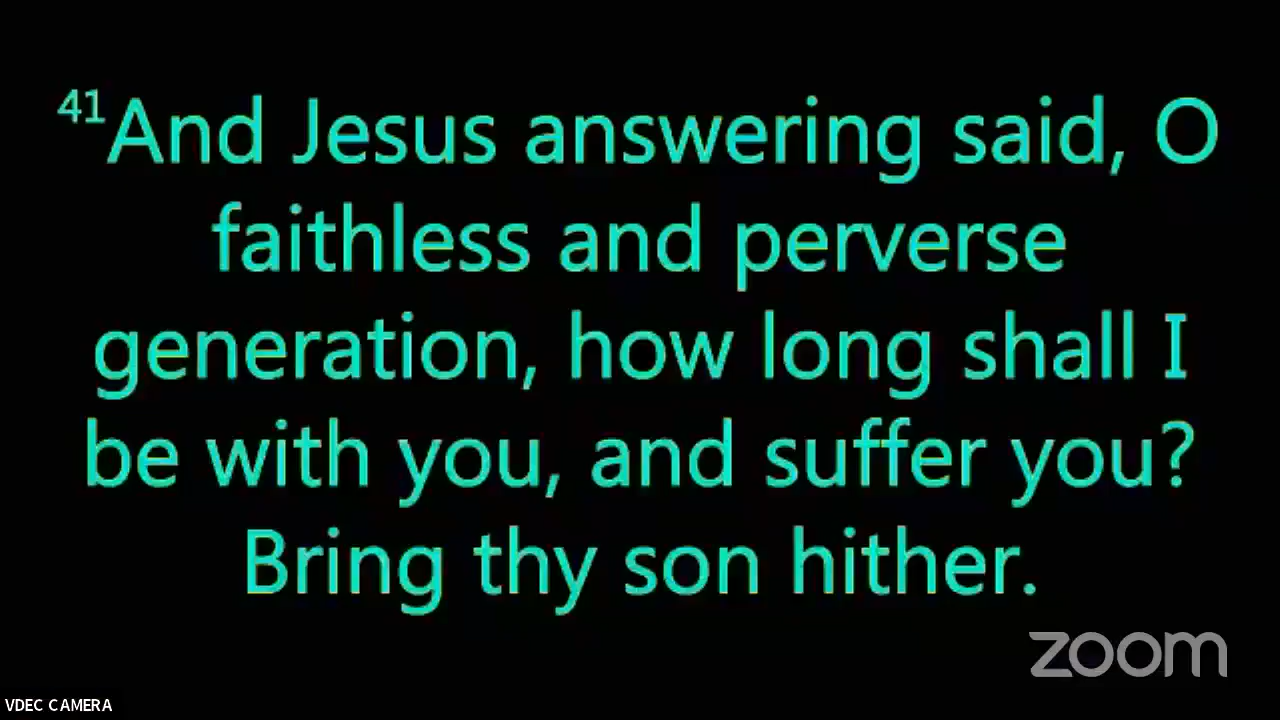 41And Jesus answering said, O
faithless and perverse
generation, how long shall I
be with you, and suffer you?
Bring thy son hither.
zoom
VDEC CAMERA